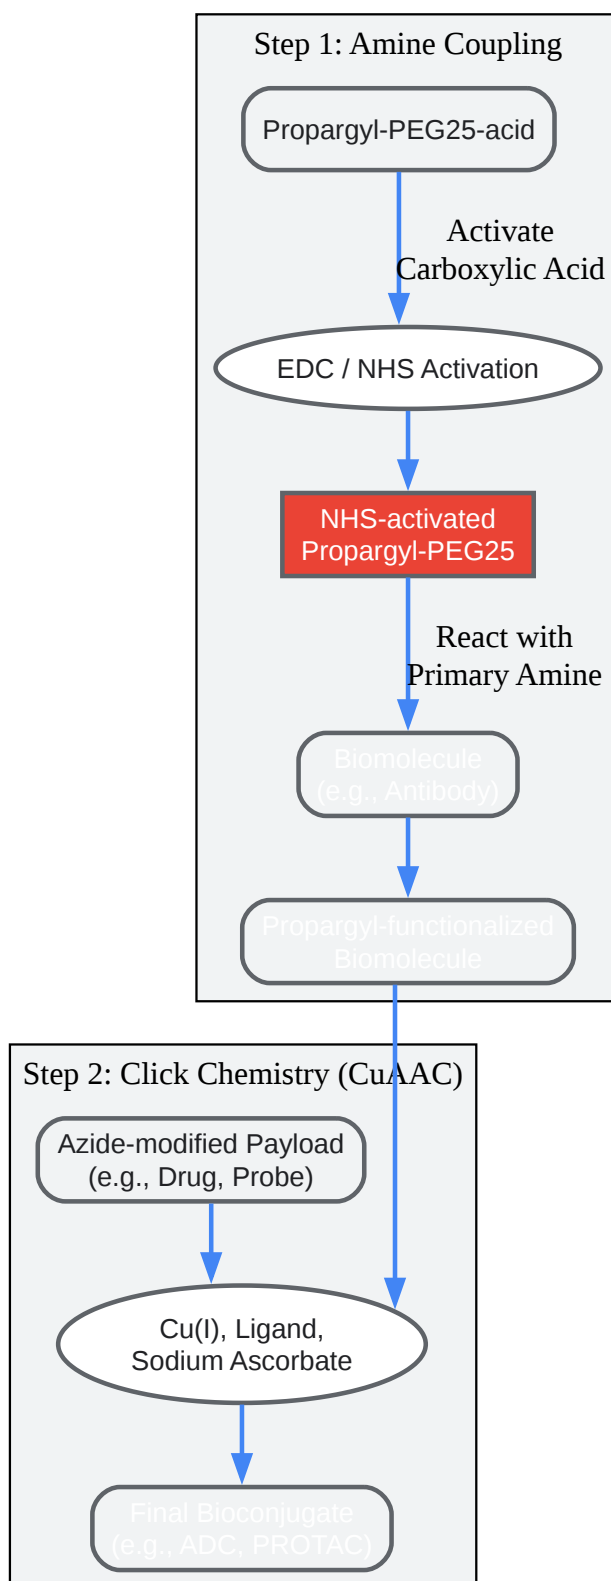 Step 1: Amine Coupling
Propargyl-PEG25-acid
Activate
Carboxylic Acid
EDC / NHS Activation
NHS-activated
Propargyl-PEG25
React with
Primary Amine
Biomolecule
(e.g., Antibody)
Propargyl-functionalized
Biomolecule
Step 2: Click Chemistry (CuAAC)
Azide-modified Payload
(e.g., Drug, Probe)
Cu(I), Ligand,
Sodium Ascorbate
Final Bioconjugate
(e.g., ADC, PROTAC)